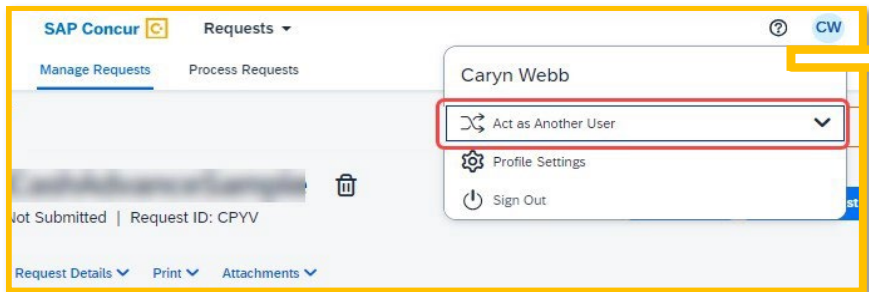 SAP Concur C Requests
CW
Manage Requests Process Requests
Caryn Webb
Act as Another User
Profile Settings
Sign Out
Not Submitted | Request ID: CPYV
st
Request Details Print Attachments